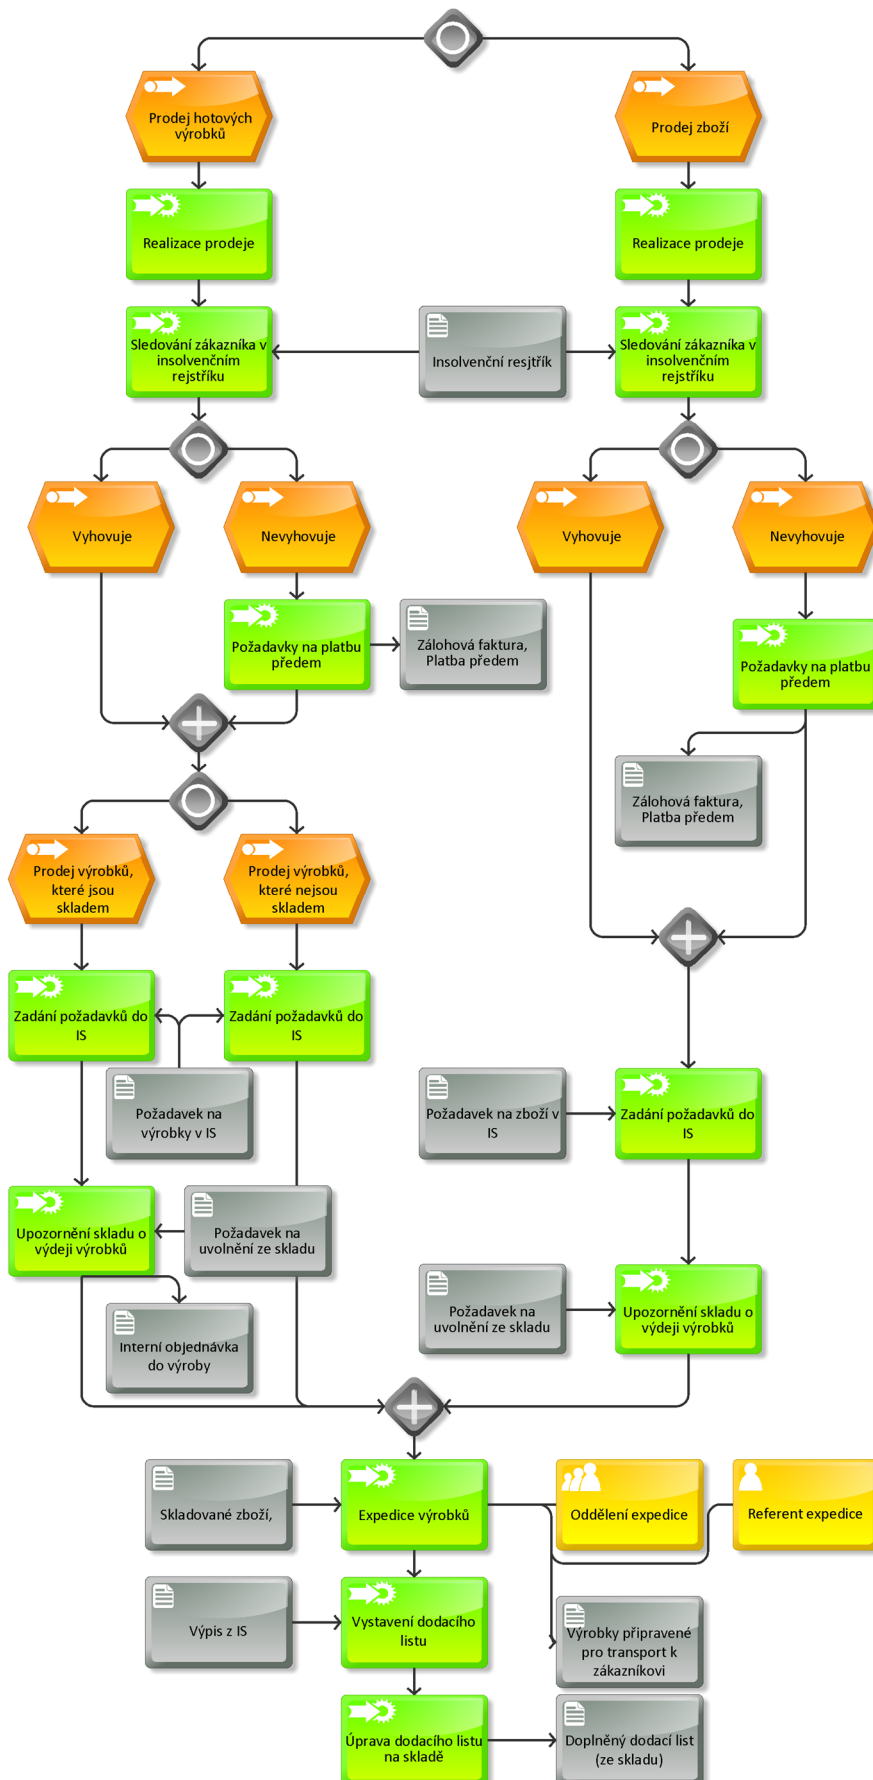 Prodej hotových
výrobků
Prodej zboží
Realizace prodeje
Realizace prodeje
Sledování zákazníka v
insolvenčním
rejstříku
Insolvenční resjtřík
Sledování zákazníka v
insolvenčním
rejstříku
Vyhovuje
Nevyhovuje
Vyhovuje
Nevyhovuje
Požadavky na platbu
předem
Zálohová faktura,
Platba předem
Požadavky na platbu
předem
Zálohová faktura,
Platba předem
Prodej výrobků,
které jsou
skladem
Prodej výrobků,
které nejsou
skladem
Zadání požadavků do
IS
Zadání požadavků do
IS
Požadavek na
výrobky v IS
Požadavek na zboží v
IS
Zadání požadavků do
IS
Upozornění skladu o
výdeji výrobků
Požadavek na
uvolnění ze skladu
Požadavek na
uvolnění ze skladu
Upozornění skladu o
výdeji výrobků
Interní objednávka
do výroby
Skladované zboží,
Expedice výrobků
Oddělení expedice
Referent expedice
Výpis z IS
Vystavení dodacího
listu
Výrobky připravené
pro transport k
zákazníkovi
Úprava dodacího listu
na skladě
Doplněný dodací list
(ze skladu)